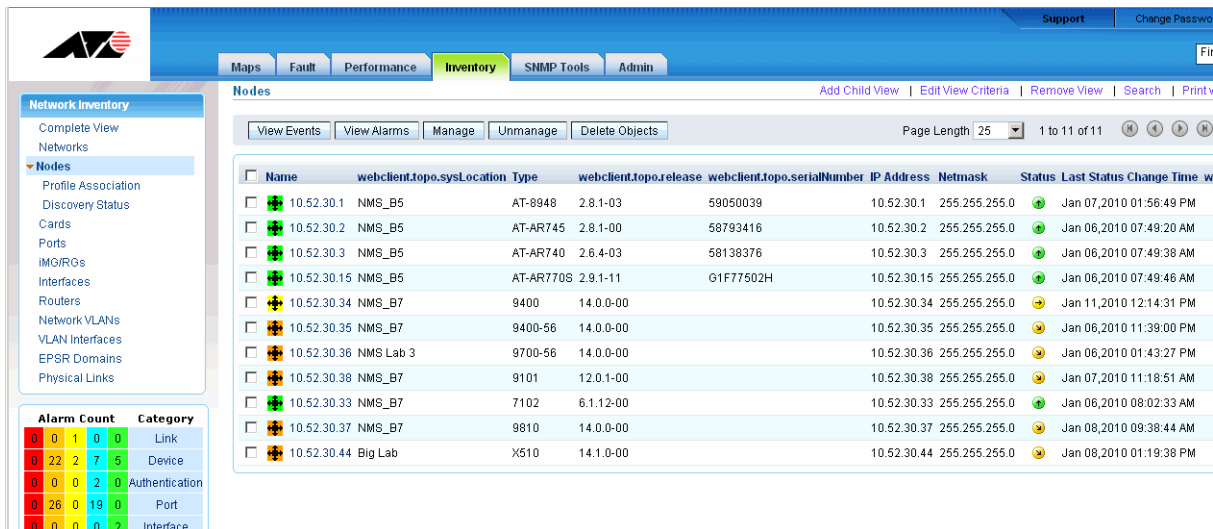 Support Change Passwo
Maps Fault Performance Inventory SNMP Tools Admin
Nodes Add Child View | Edit View Criteria | Remove View | Search | Print v
View Events View Alarms Manage Unmanage Delete Objects Page Length 25 1 to 11 of 11
Network Inventory
Complete View
Networks
Nodes
Profile Association
Discovery Status
Cards
Ports
iMG/RGs
Interfaces
Routers
Network VLANs
VLAN Interfaces
EPSR Domains
Physical Links
Name webclient.topo.sysLocation Type webclient.topo.release webclient.topo.serialNumber IP Address Netmask Status Last Status Change Time w
10.52.30.1 NMS_B5 AT-8948 2.8.1-03 59050039 10.52.30.1 255.255.255.0 Jan 07,2010 01:56:49 PM
10.52.30.2 NMS_B5 AT-AR745 2.8.1-00 58793416 10.52.30.2 255.255.255.0 Jan 06,2010 07:49:20 AM
10.52.30.3 NMS_B5 AT-AR740 2.6.4-03 58138376 10.52.30.3 255.255.255.0 Jan 06,2010 07:49:38 AM
10.52.30.15 NMS_B5 AT-AR770S 2.9.1-11 G1F77502H 10.52.30.15 255.255.255.0 Jan 06,2010 07:49:46 AM
10.52.30.34 NMS_B7 9400 14.0.0-00 10.52.30.34 255.255.255.0 Jan 11,2010 12:14:31 PM
10.52.30.35 NMS_B7 9400-56 14.0.0-00 10.52.30.35 255.255.255.0 Jan 06,2010 11:39:00 PM
10.52.30.36 NMS Lab 3 9700-56 14.0.0-00 10.52.30.36 255.255.255.0 Jan 06,2010 01:43:27 PM
10.52.30.38 NMS_B7 9101 12.0.1-00 10.52.30.38 255.255.255.0 Jan 07,2010 11:18:51 AM
10.52.30.33 NMS_B7 7102 6.1.12-00 10.52.30.33 255.255.255.0 Jan 06,2010 08:02:33 AM
10.52.30.37 NMS_B7 9810 14.0.0-00 10.52.30.37 255.255.255.0 Jan 08,2010 09:38:44 AM
10.52.30.44 Big Lab X510 14.1.0-00 10.52.30.44 255.255.255.0 Jan 08,2010 01:19:38 PM
Alarm Count Category
0 0 1 0 0 Link
0 22 2 7 5 Device
0 0 0 2 0 Authentication
0 26 0 19 0 Port
0 0 0 0 2 Interface